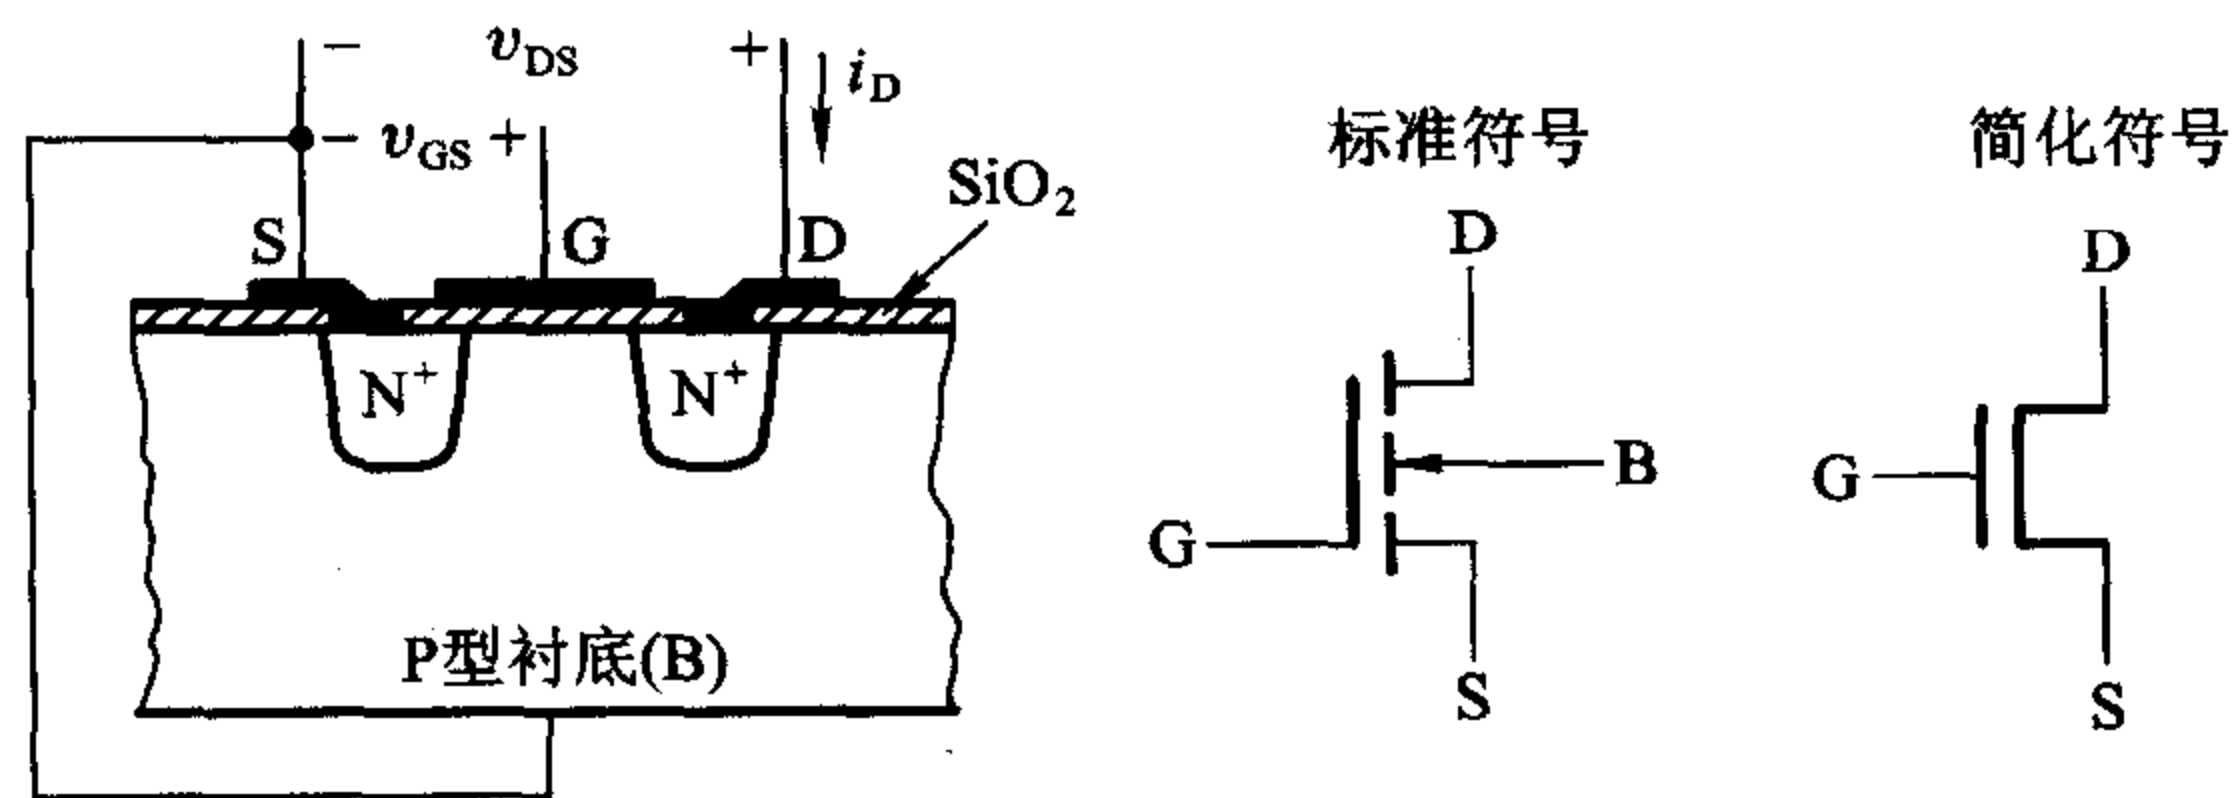 − v_DS + i_D
− v_GS +
S G D SiO₂
N⁺ N⁺
P型衬底(B)
标准符号
D
B
G
S
简化符号
D
G
S